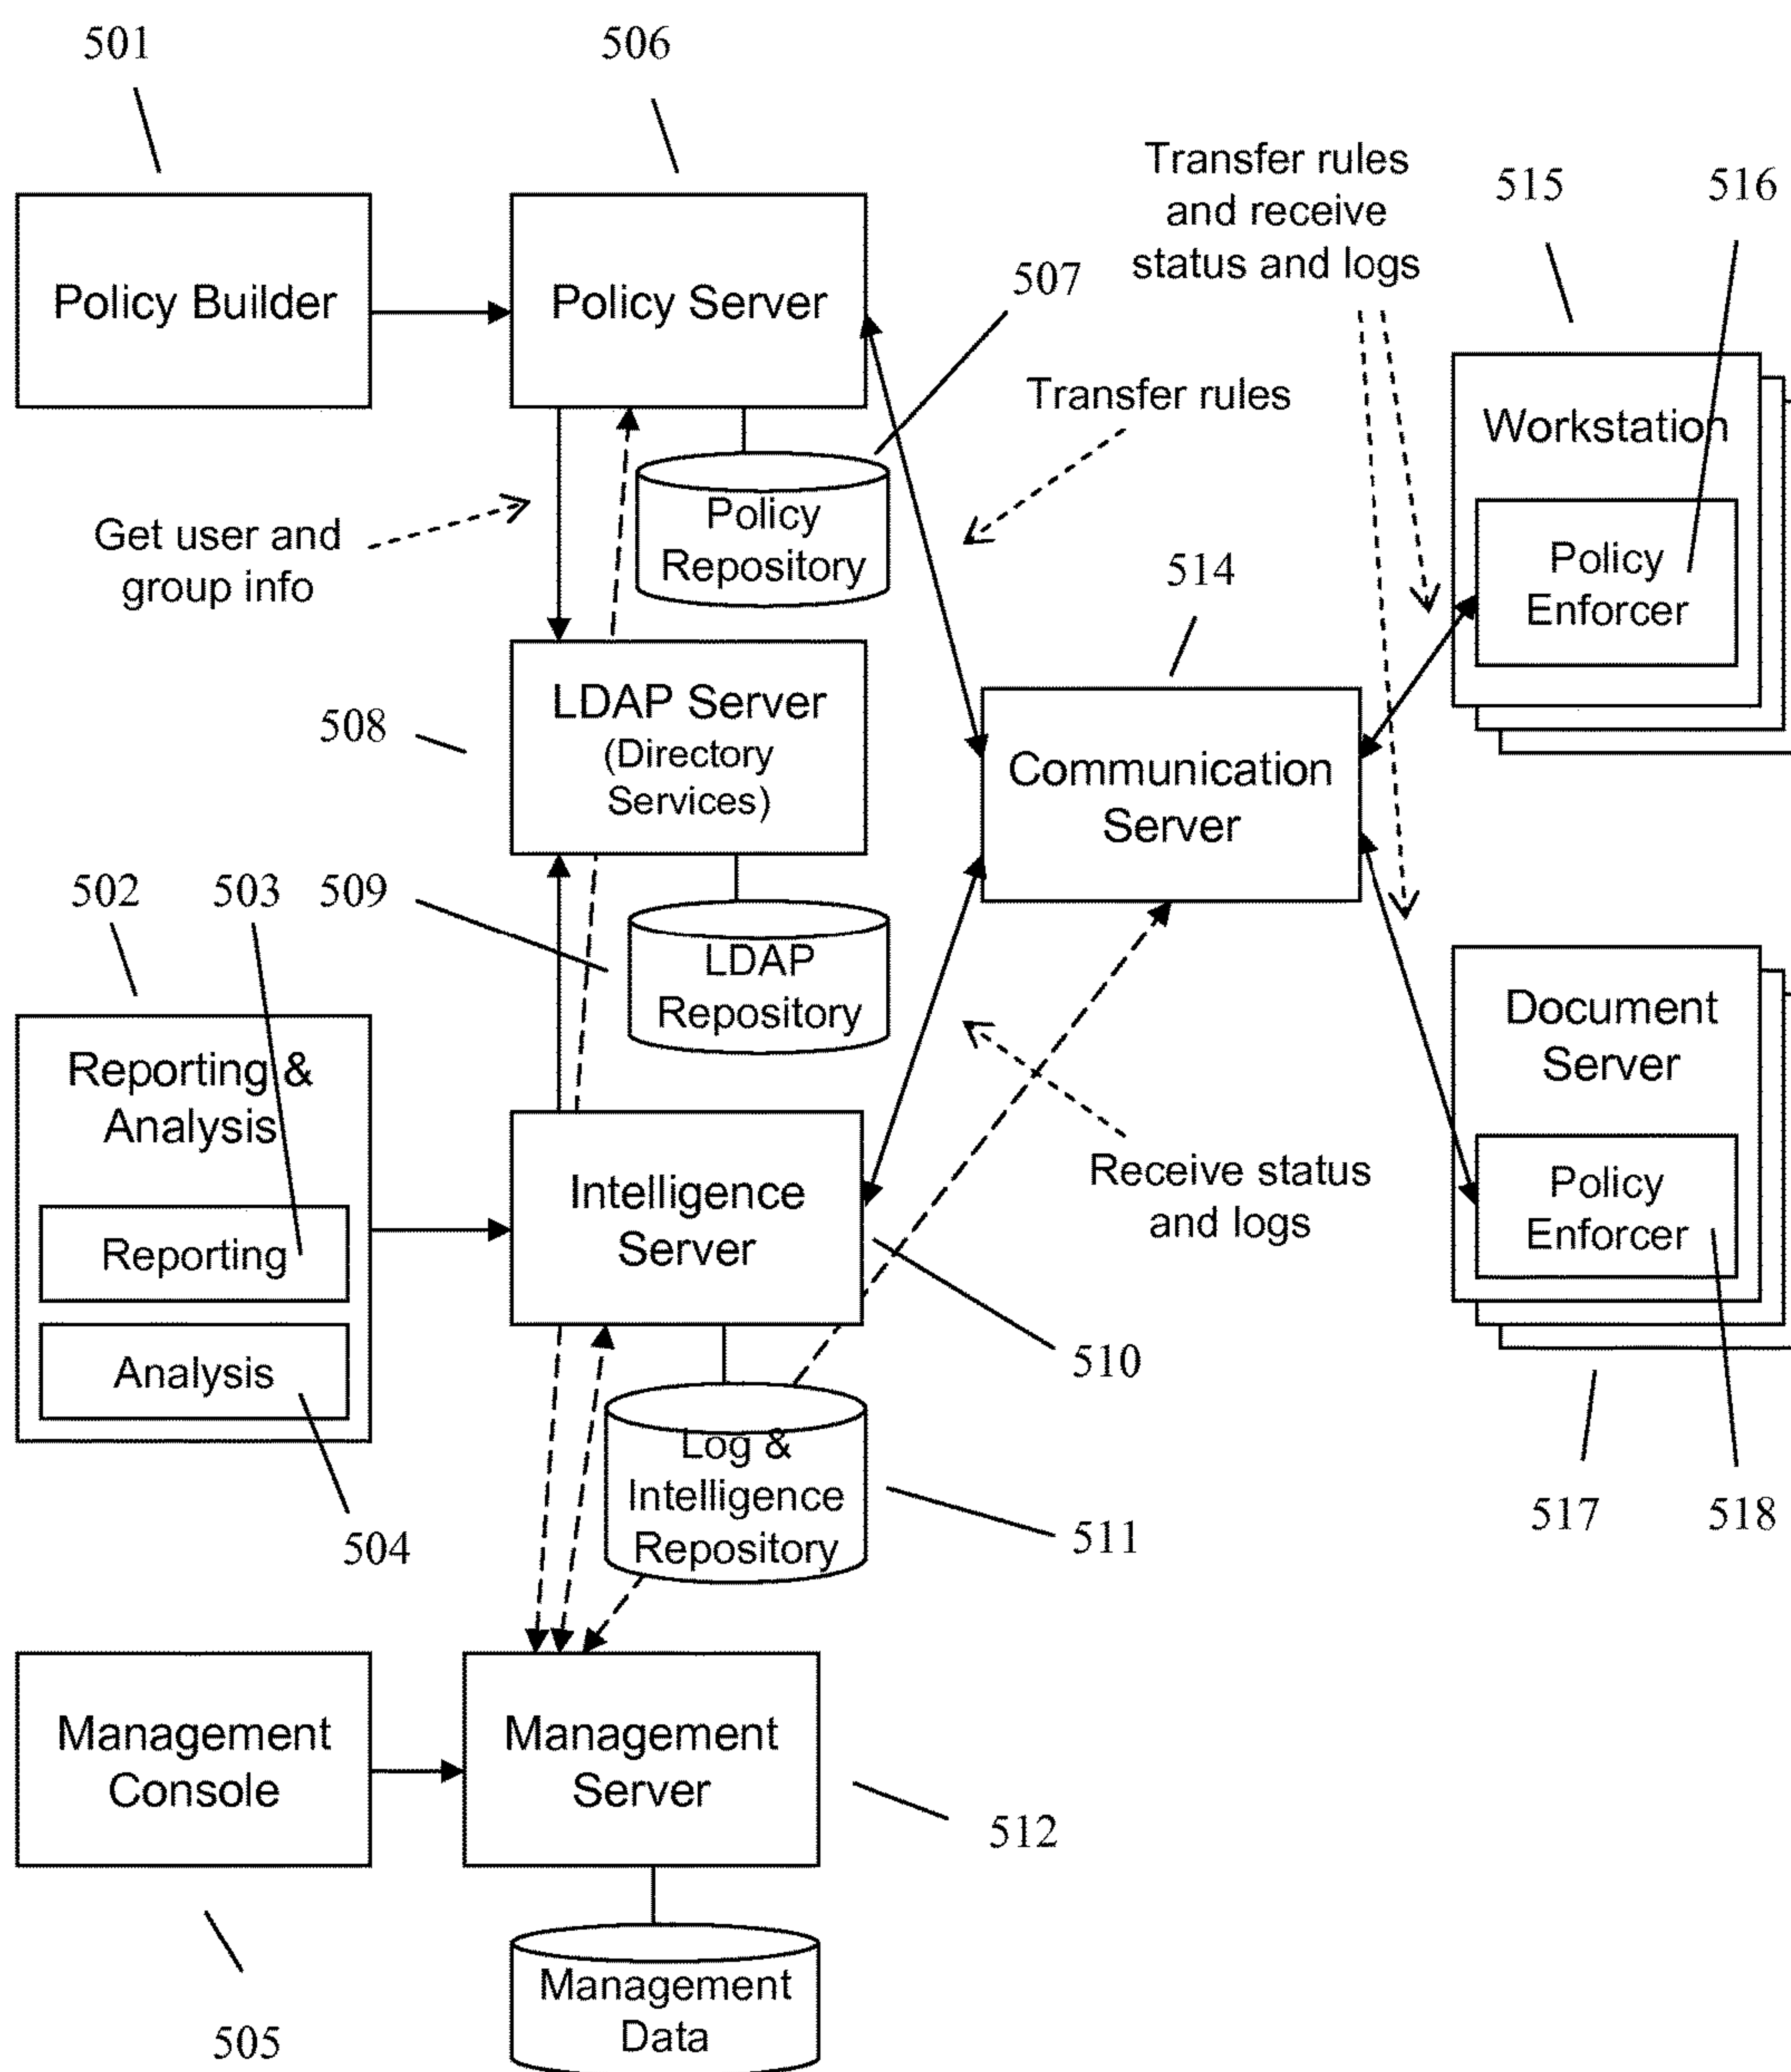 501
506
Transfer rules
and receive
status and logs
515
516
507
Policy Builder
Policy Server
Transfer rules
Workstation
Policy
Repository
Get user and
group info
Policy
Enforcer
514
LDAP Server
(Directory
Services)
508
Communication
Server
502
503
509
LDAP
Repository
Document
Server
Reporting &
Analysis
Intelligence
Server
Receive status
and logs
Policy
Enforcer
Reporting
Analysis
510
Log &
Intelligence
Repository
504
511
517
518
Management
Console
Management
Server
512
Management
Data
505